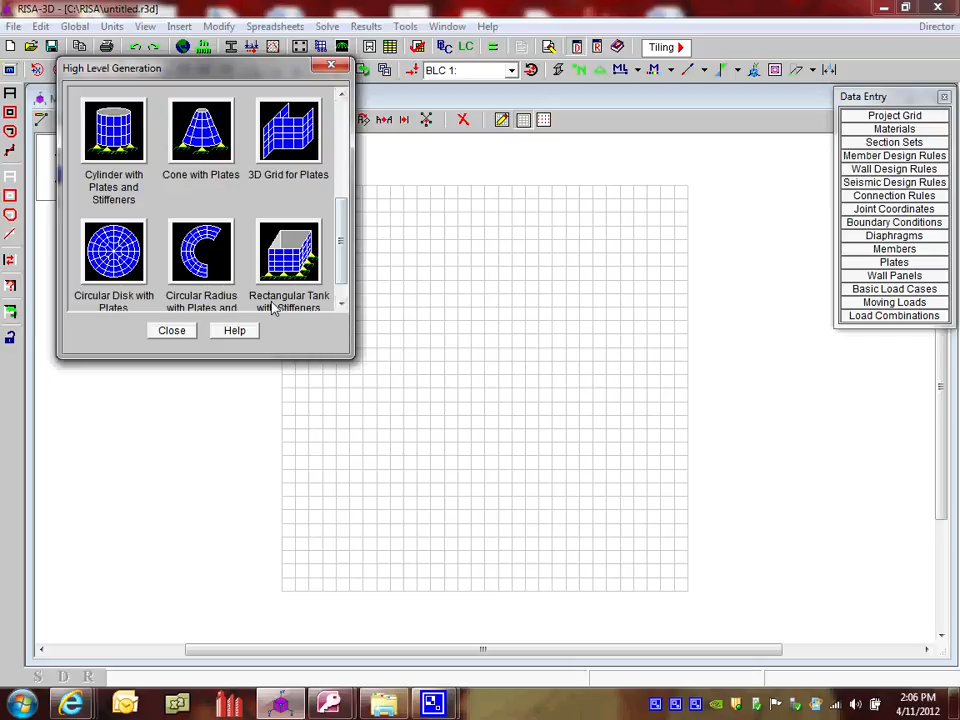 RISA-3D - [C:\RISA\untitled.r3d]
File Edit Global Units Insert Modify View Spreadsheets Solve Results Tools Window Help Director
LC Tiling
BLC 1: ML
High Level Generation
Cylinder with Plates and Stiffeners
Cone with Plates
3D Grid for Plates
Circular Disk with Plates
Circular Radius with Plates and
Rectangular Tank with Stiffeners
Close Help
Data Entry
Project Grid
Materials
Section Sets
Member Design Rules
Wall Design Rules
Seismic Design Rules
Connection Rules
Joint Coordinates
Boundary Conditions
Diaphragms
Members
Plates
Wall Panels
Basic Load Cases
Moving Loads
Load Combinations
S D R
2:06 PM
4/11/2012